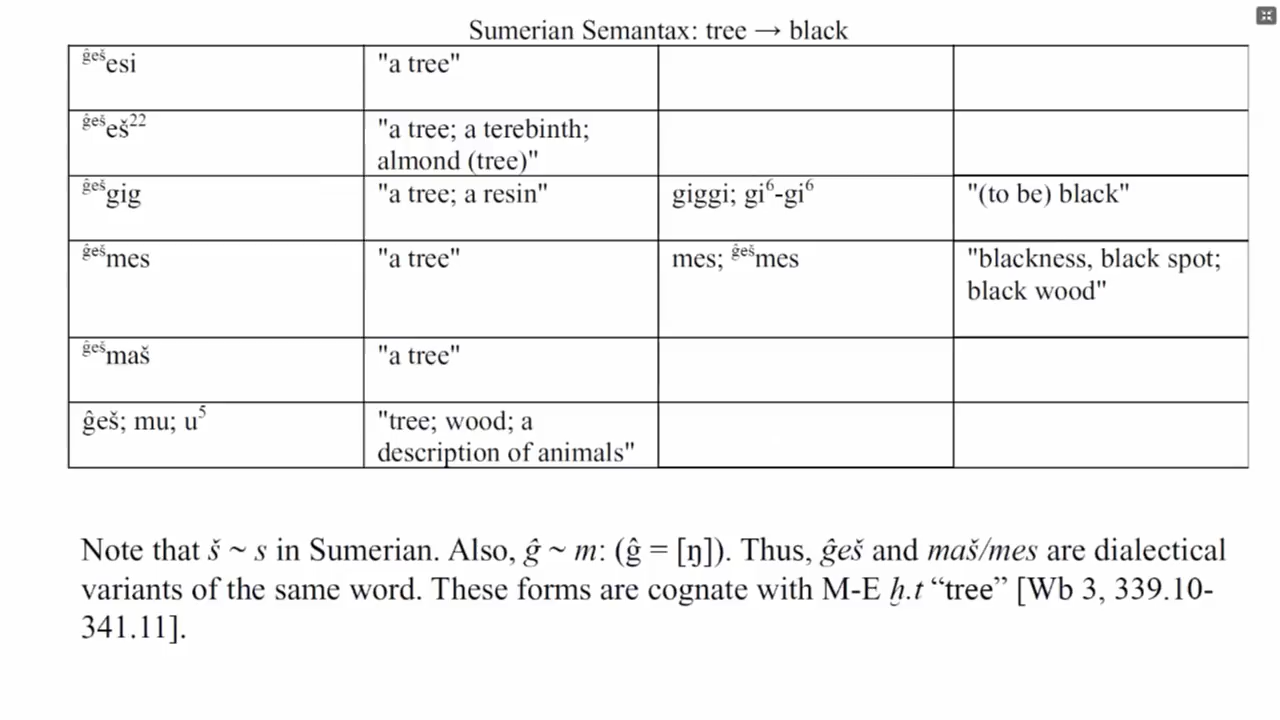 Sumerian Semantax: tree → black
ĝešesi "a tree"
ĝešeš22 "a tree; a terebinth;
almond (tree)"
ĝešgig "a tree; a resin" giggi; gi6-gi6 "(to be) black"
ĝešmes "a tree" mes; ĝešmes "blackness, black spot;
black wood"
ĝešmaš "a tree"
ĝeš; mu; u5 "tree; wood; a
description of animals"
Note that š ~ s in Sumerian. Also, ĝ ~ m: (ĝ = [ŋ]). Thus, ĝeš and maš/mes are dialectical
variants of the same word. These forms are cognate with M-E ḫ.t “tree” [Wb 3, 339.10-
341.11].